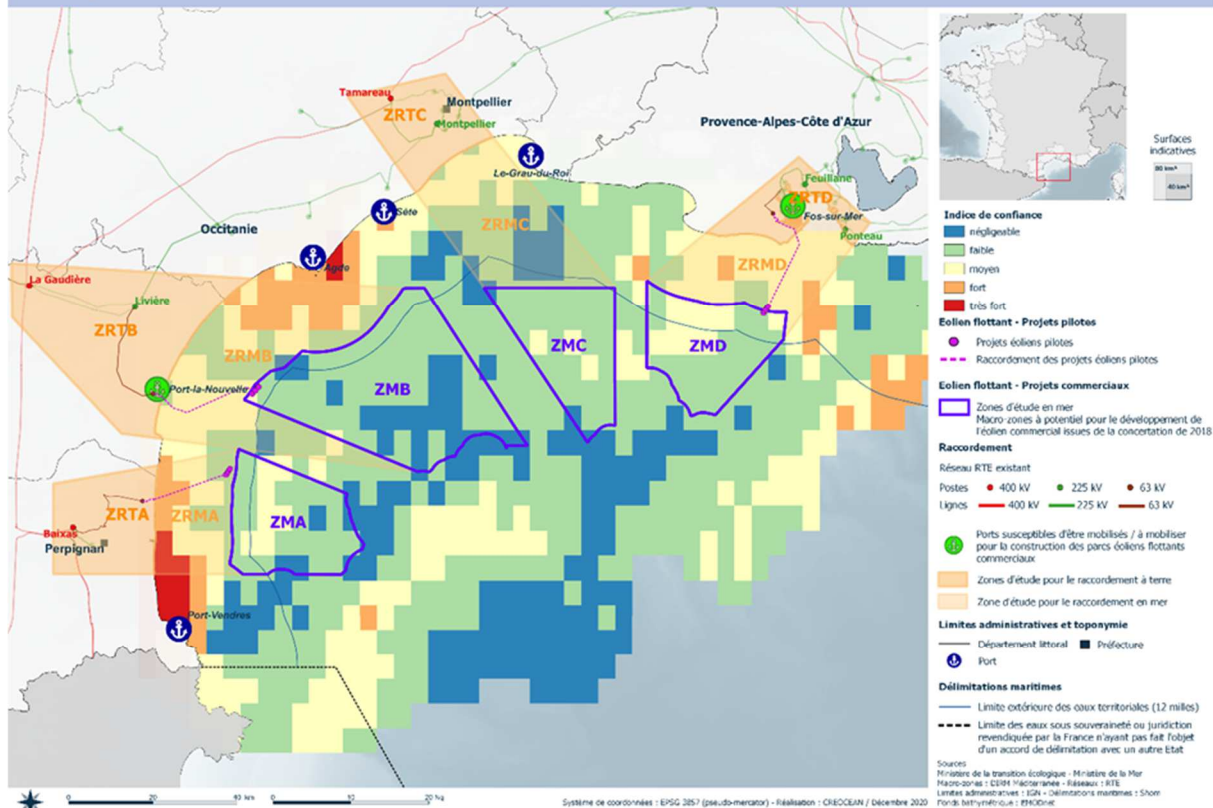 Tamareau
ZRTC
Montpellier
Montpellier
Provence-Alpes-Côte d'Azur
Le-Grau-du-Roi
Feuillane
ZRTD
Fos-sur-Mer
Ponteau
Sète
ZRMC
Occitanie
Agde
ZRMD
La Gaudière
Livière
ZRTB
ZRMB
ZMC
ZMD
Port-la-Nouvelle
ZMB
ZRTA
ZRMA
ZMA
Baixas
Perpignan
Port-Vendres
0 20 40 km
0 10 20 Nq
Système de coordonnées : EPSG 3857 (pseudo-mercator) - Réalisation : CREOCEAN / Décembre 2020
Surfaces
indicatives
80 km²
40 km²
Indice de confiance
négligeable
faible
moyen
fort
très fort
Eolien flottant - Projets pilotes
Projets éoliens pilotes
Raccordement des projets éoliens pilotes
Eolien flottant - Projets commerciaux
Zones d'étude en mer
Macro-zones à potentiel pour le développement de
l'éolien commercial issues de la concertation de 2018
Raccordement
Réseau RTE existant
Postes 400 kV 225 kV 63 kV
Lignes 400 kV 225 kV 63 kV
Ports susceptibles d'être mobilisés / à mobiliser
pour la construction des parcs éoliens flottants
commerciaux
Zones d'étude pour le raccordement à terre
Zone d'étude pour le raccordement en mer
Limites administratives et toponymie
Département littoral Préfecture
Port
Délimitations maritimes
Limite extérieure des eaux territoriales (12 milles)
Limite des eaux sous souveraineté ou juridiction
revendiquée par la France n'ayant pas fait l'objet
d'un accord de délimitation avec un autre Etat
Sources
Ministère de la transition écologique - Ministère de la Mer
Macro-zones : DIRM Méditerranée - Réseaux : RTE
Limites administratives : IGN - Délimitations maritimes : Shom
Fonds bathymétrique : EMODnet